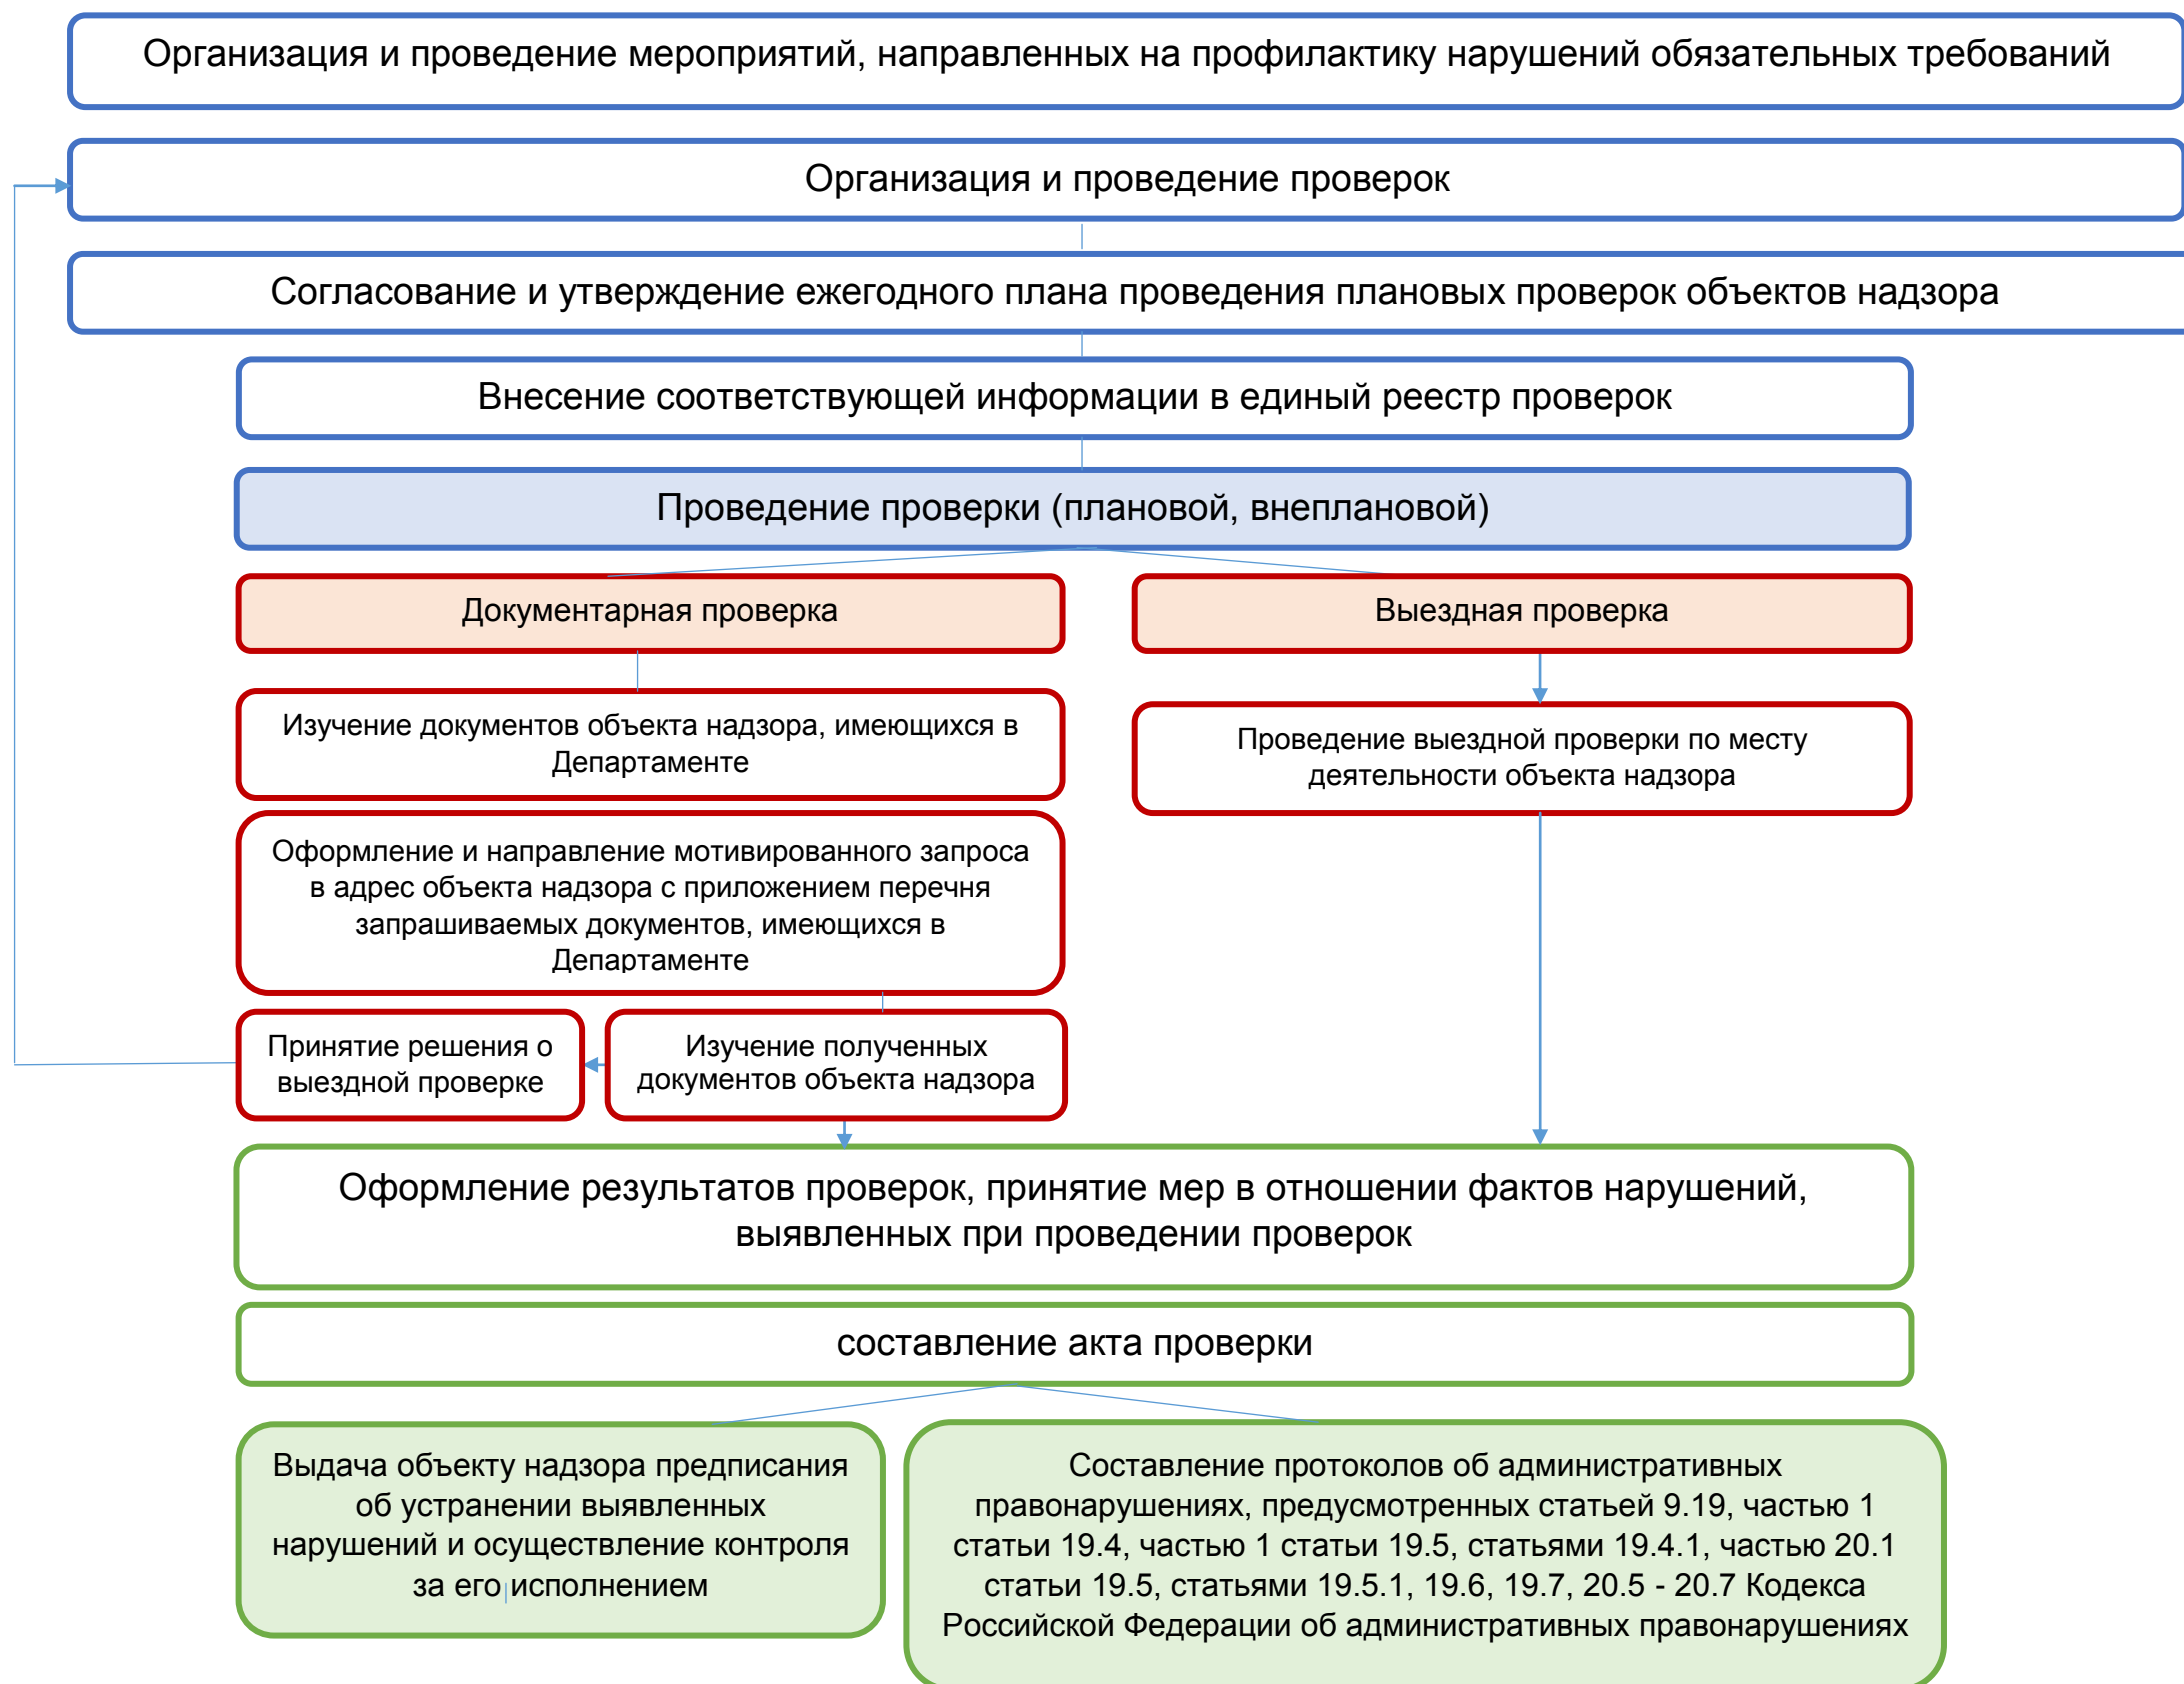 Организация и проведение мероприятий, направленных на профилактику нарушений обязательных требований
Организация и проведение проверок
Согласование и утверждение ежегодного плана проведения плановых проверок объектов надзора
Внесение соответствующей информации в единый реестр проверок
Проведение проверки (плановой, внеплановой)
Документарная проверка
Выездная проверка
Изучение документов объекта надзора, имеющихся в
Департаменте
Проведение выездной проверки по месту
деятельности объекта надзора
Оформление и направление мотивированного запроса
в адрес объекта надзора с приложением перечня
запрашиваемых документов, имеющихся в
Департаменте
Принятие решения о
выездной проверке
Изучение полученных
документов объекта надзора
Оформление результатов проверок, принятие мер в отношении фактов нарушений,
выявленных при проведении проверок
составление акта проверки
Выдача объекту надзора предписания
об устранении выявленных
нарушений и осуществление контроля
за его исполнением
Составление протоколов об административных
правонарушениях, предусмотренных статьей 9.19, частью 1
статьи 19.4, частью 1 статьи 19.5, статьями 19.4.1, частью 20.1
статьи 19.5, статьями 19.5.1, 19.6, 19.7, 20.5 - 20.7 Кодекса
Российской Федерации об административных правонарушениях